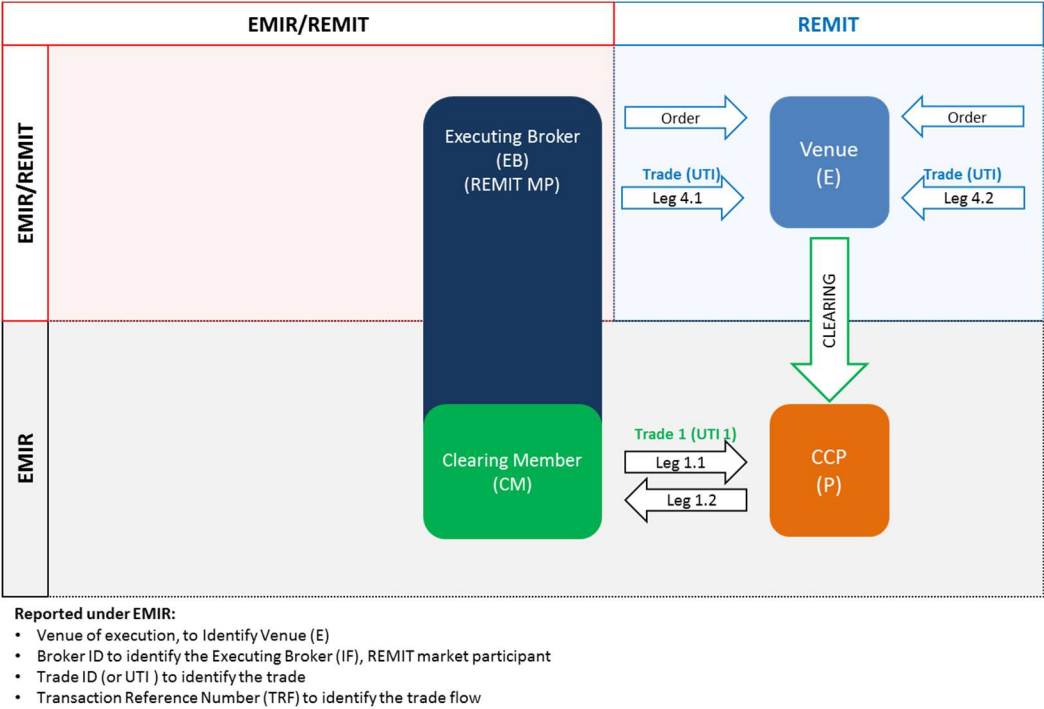 EMIR/REMIT
REMIT
EMIR/REMIT
Executing Broker
(EB)
(REMIT MP)
Order
Venue
(E)
Order
Trade (UTI)
Leg 4.1
Trade (UTI)
Leg 4.2
CLEARING
EMIR
Clearing Member
(CM)
Trade 1 (UTI 1)
Leg 1.1
Leg 1.2
CCP
(P)
Reported under EMIR:
• Venue of execution, to Identify Venue (E)
• Broker ID to identify the Executing Broker (IF), REMIT market participant
• Trade ID (or UTI ) to identify the trade
• Transaction Reference Number (TRF) to identify the trade flow